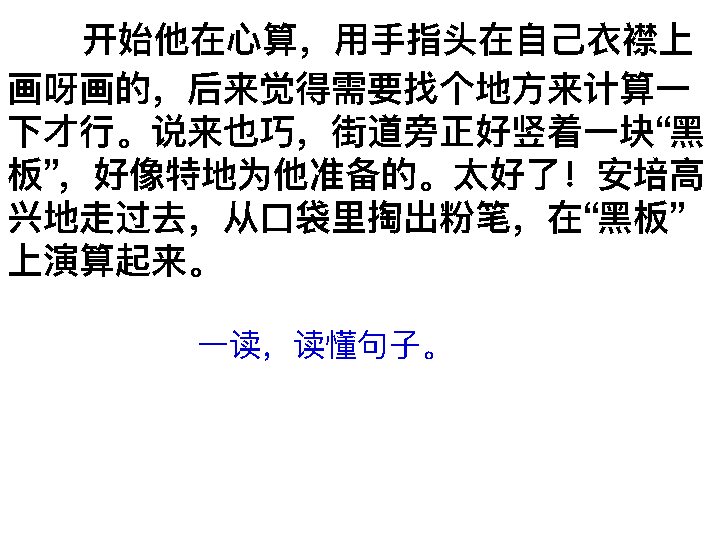 开始他在心算，用手指头在自己衣襟上
画呀画的，后来觉得需要找个地方来计算一
下才行。说来也巧，街道旁正好竖着一块“黑
板”，好像特地为他准备的。太好了！安培高
兴地走过去，从口袋里掏出粉笔，在“黑板”
上演算起来。
一读，读懂句子。